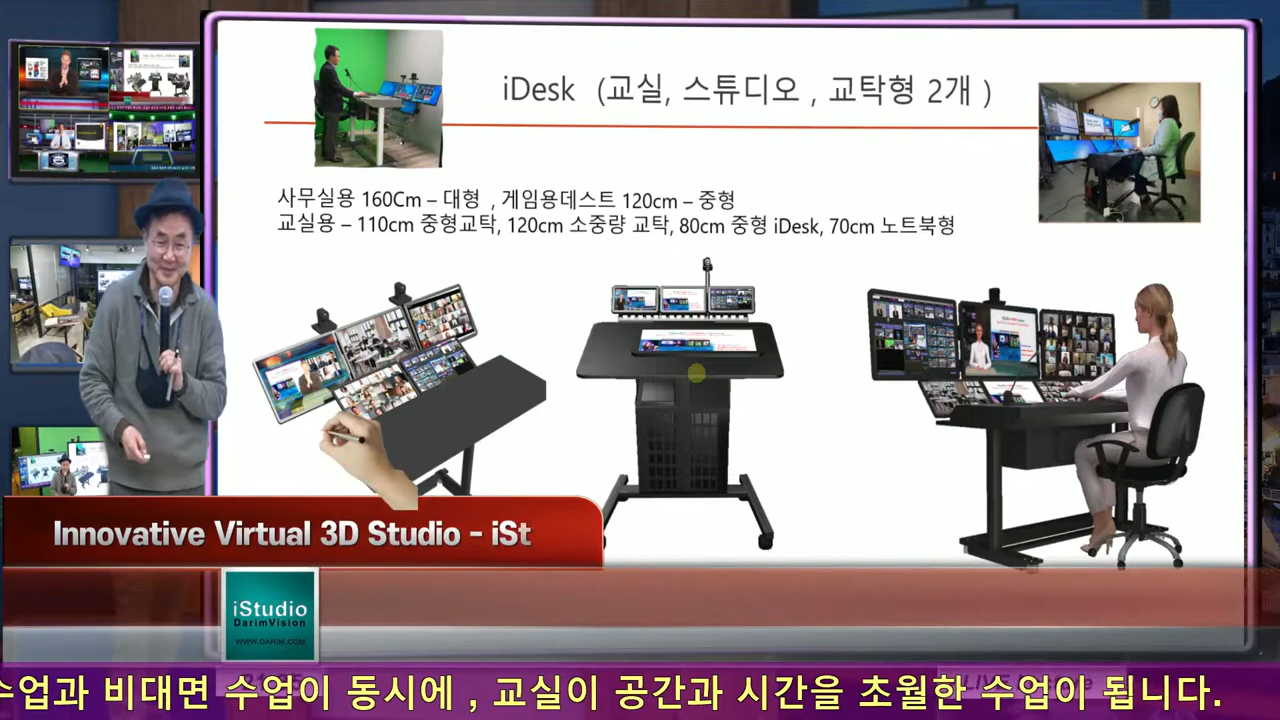 iDesk (교실, 스튜디오 , 교탁형 2개 )
사무실용 160Cm – 대형 , 게임용데스트 120cm – 중형
교실용 – 110cm 중형교탁, 120cm 소중량 교탁, 80cm 중형 iDesk, 70cm 노트북형
Innovative Virtual 3D Studio - iSt
iStudio
DarimVision
WWW.DARIM.COM
수업과 비대면 수업이 동시에 , 교실이 공간과 시간을 초월한 수업이 됩니다.